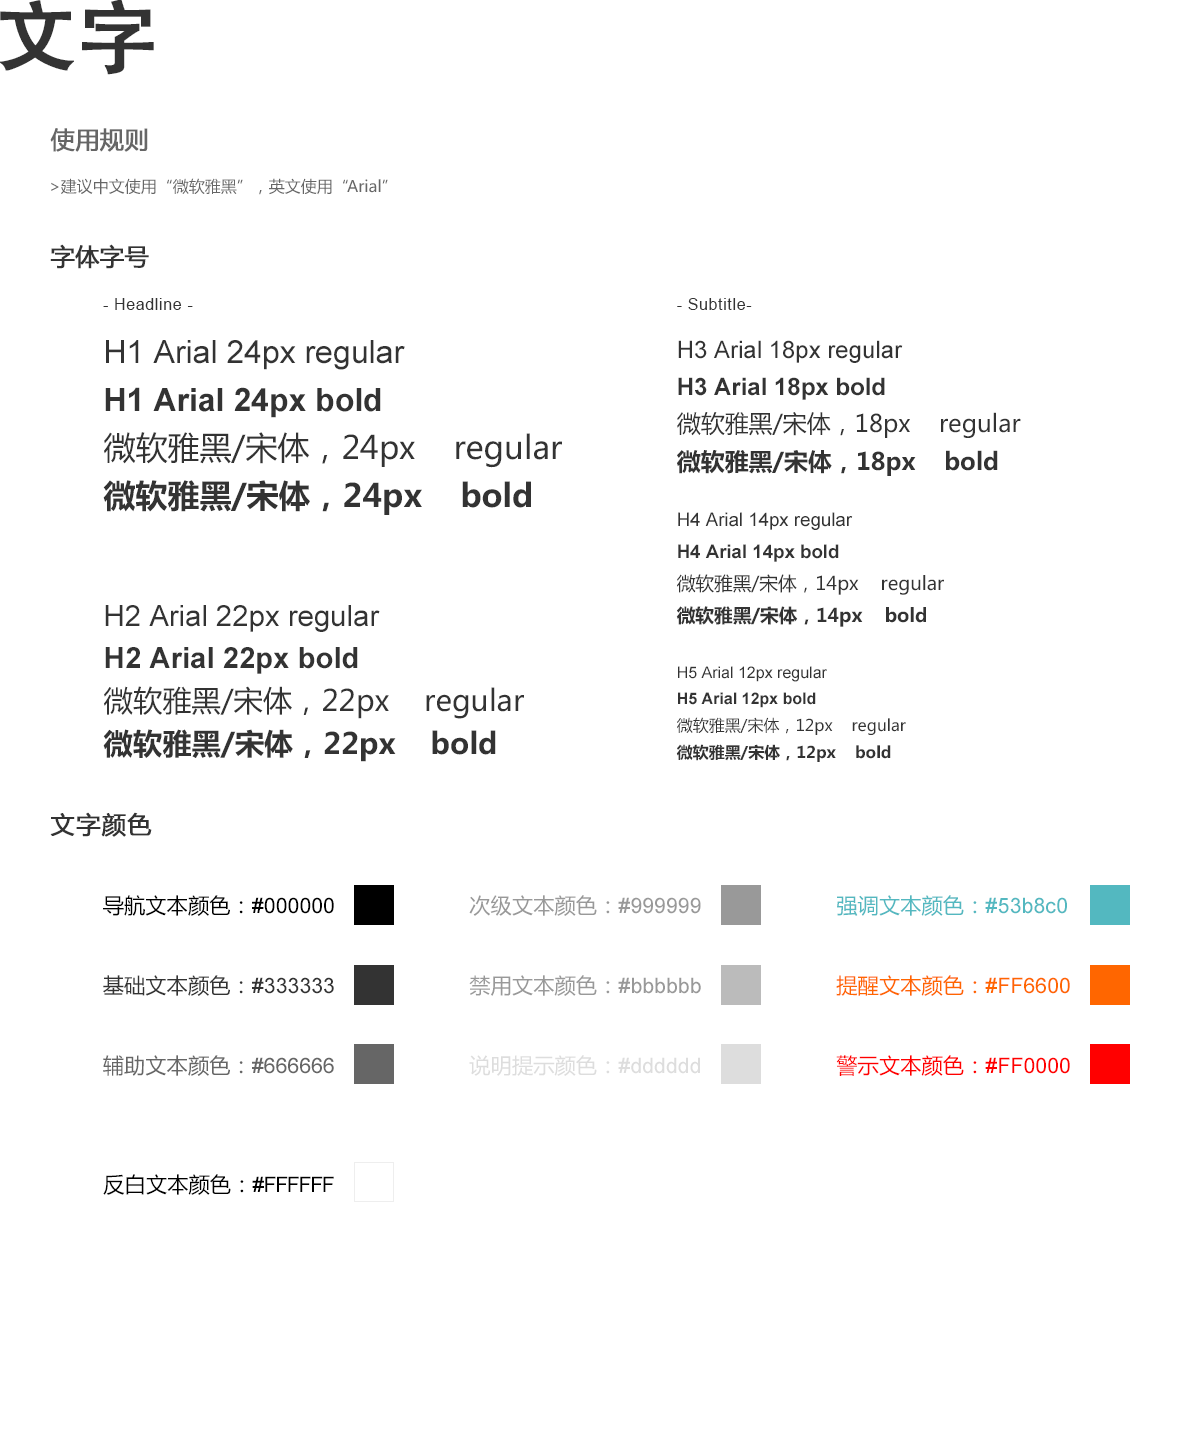 文字
使用规则
>建议中文使用“微软雅黑”，英文使用“Arial”
字体字号
- Headline -
H1 Arial 24px regular
H1 Arial 24px bold
微软雅黑/宋体，24px regular
微软雅黑/宋体，24px bold
H2 Arial 22px regular
H2 Arial 22px bold
微软雅黑/宋体，22px regular
微软雅黑/宋体，22px bold
- Subtitle-
H3 Arial 18px regular
H3 Arial 18px bold
微软雅黑/宋体，18px regular
微软雅黑/宋体，18px bold
H4 Arial 14px regular
H4 Arial 14px bold
微软雅黑/宋体，14px regular
微软雅黑/宋体，14px bold
H5 Arial 12px regular
H5 Arial 12px bold
微软雅黑/宋体，12px regular
微软雅黑/宋体，12px bold
文字颜色
导航文本颜色：#000000
次级文本颜色：#999999
强调文本颜色：#53b8c0
基础文本颜色：#333333
禁用文本颜色：#bbbbbb
提醒文本颜色：#FF6600
辅助文本颜色：#666666
说明提示颜色：#dddddd
警示文本颜色：#FF0000
反白文本颜色：#FFFFFF